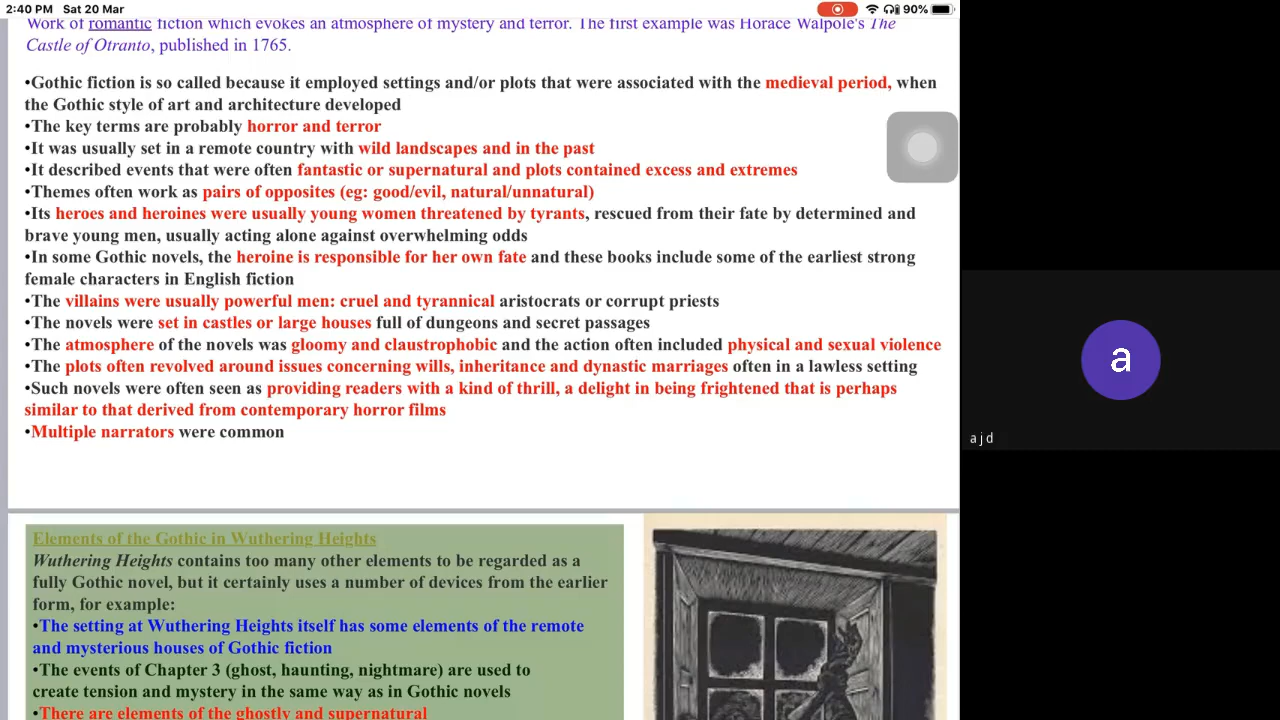 2:40 PM Sat 20 Mar 90%
Work of romantic fiction which evokes an atmosphere of mystery and terror. The first example was Horace Walpole's The
Castle of Otranto, published in 1765.
•Gothic fiction is so called because it employed settings and/or plots that were associated with the medieval period, when
the Gothic style of art and architecture developed
•The key terms are probably horror and terror
•It was usually set in a remote country with wild landscapes and in the past
•It described events that were often fantastic or supernatural and plots contained excess and extremes
•Themes often work as pairs of opposites (eg: good/evil, natural/unnatural)
•Its heroes and heroines were usually young women threatened by tyrants, rescued from their fate by determined and
brave young men, usually acting alone against overwhelming odds
•In some Gothic novels, the heroine is responsible for her own fate and these books include some of the earliest strong
female characters in English fiction
•The villains were usually powerful men: cruel and tyrannical aristocrats or corrupt priests
•The novels were set in castles or large houses full of dungeons and secret passages
•The atmosphere of the novels was gloomy and claustrophobic and the action often included physical and sexual violence
•The plots often revolved around issues concerning wills, inheritance and dynastic marriages often in a lawless setting
•Such novels were often seen as providing readers with a kind of thrill, a delight in being frightened that is perhaps
similar to that derived from contemporary horror films
•Multiple narrators were common
a
a j d
Elements of the Gothic in Wuthering Heights
Wuthering Heights contains too many other elements to be regarded as a
fully Gothic novel, but it certainly uses a number of devices from the earlier
form, for example:
•The setting at Wuthering Heights itself has some elements of the remote
and mysterious houses of Gothic fiction
•The events of Chapter 3 (ghost, haunting, nightmare) are used to
create tension and mystery in the same way as in Gothic novels
•There are elements of the ghostly and supernatural